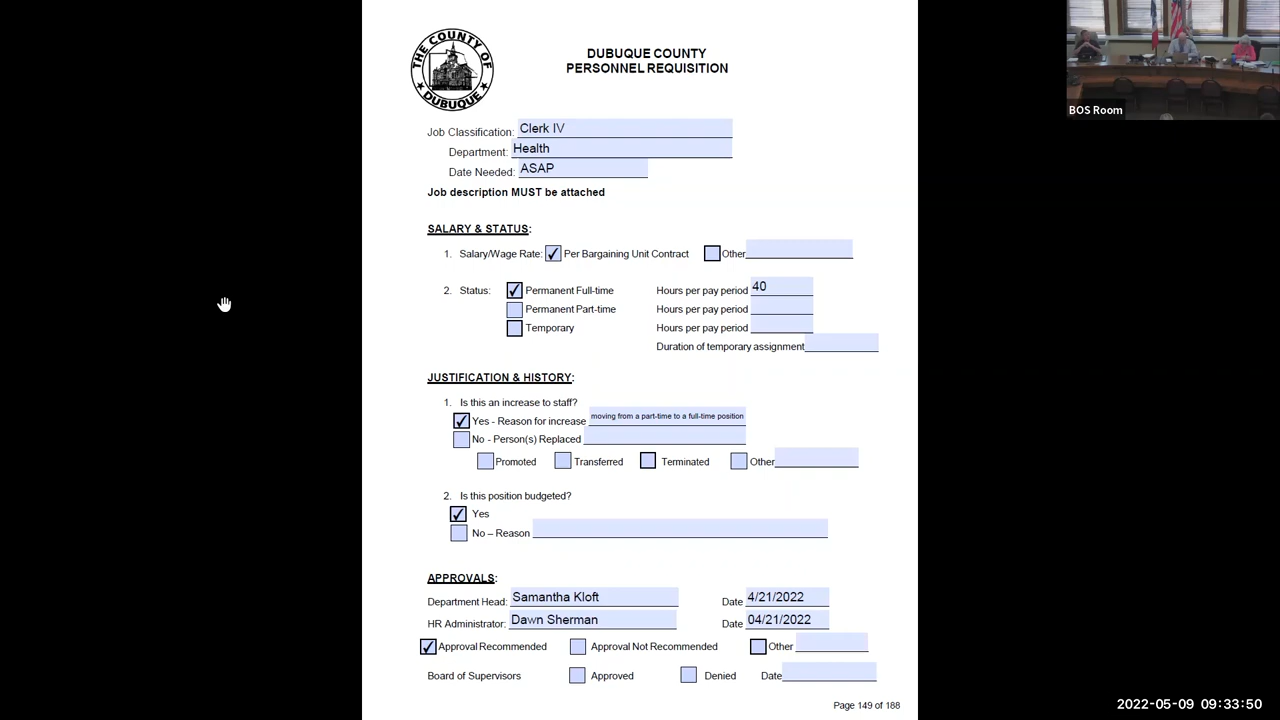 THE COUNTY OF DUBUQUE
DUBUQUE COUNTY
PERSONNEL REQUISITION
BOS Room
Job Classification: Clerk IV
Department: Health
Date Needed: ASAP
Job description MUST be attached
SALARY & STATUS:
1. Salary/Wage Rate: Per Bargaining Unit Contract Other
2. Status: Permanent Full-time Hours per pay period 40
Permanent Part-time Hours per pay period
Temporary Hours per pay period
Duration of temporary assignment
JUSTIFICATION & HISTORY:
1. Is this an increase to staff?
Yes - Reason for increase moving from a part-time to a full-time position
No - Person(s) Replaced
Promoted Transferred Terminated Other
2. Is this position budgeted?
Yes
No – Reason
APPROVALS:
Department Head: Samantha Kloft Date 4/21/2022
HR Administrator: Dawn Sherman Date 04/21/2022
Approval Recommended Approval Not Recommended Other
Board of Supervisors Approved Denied Date
Page 149 of 188
2022-05-09 09:33:50